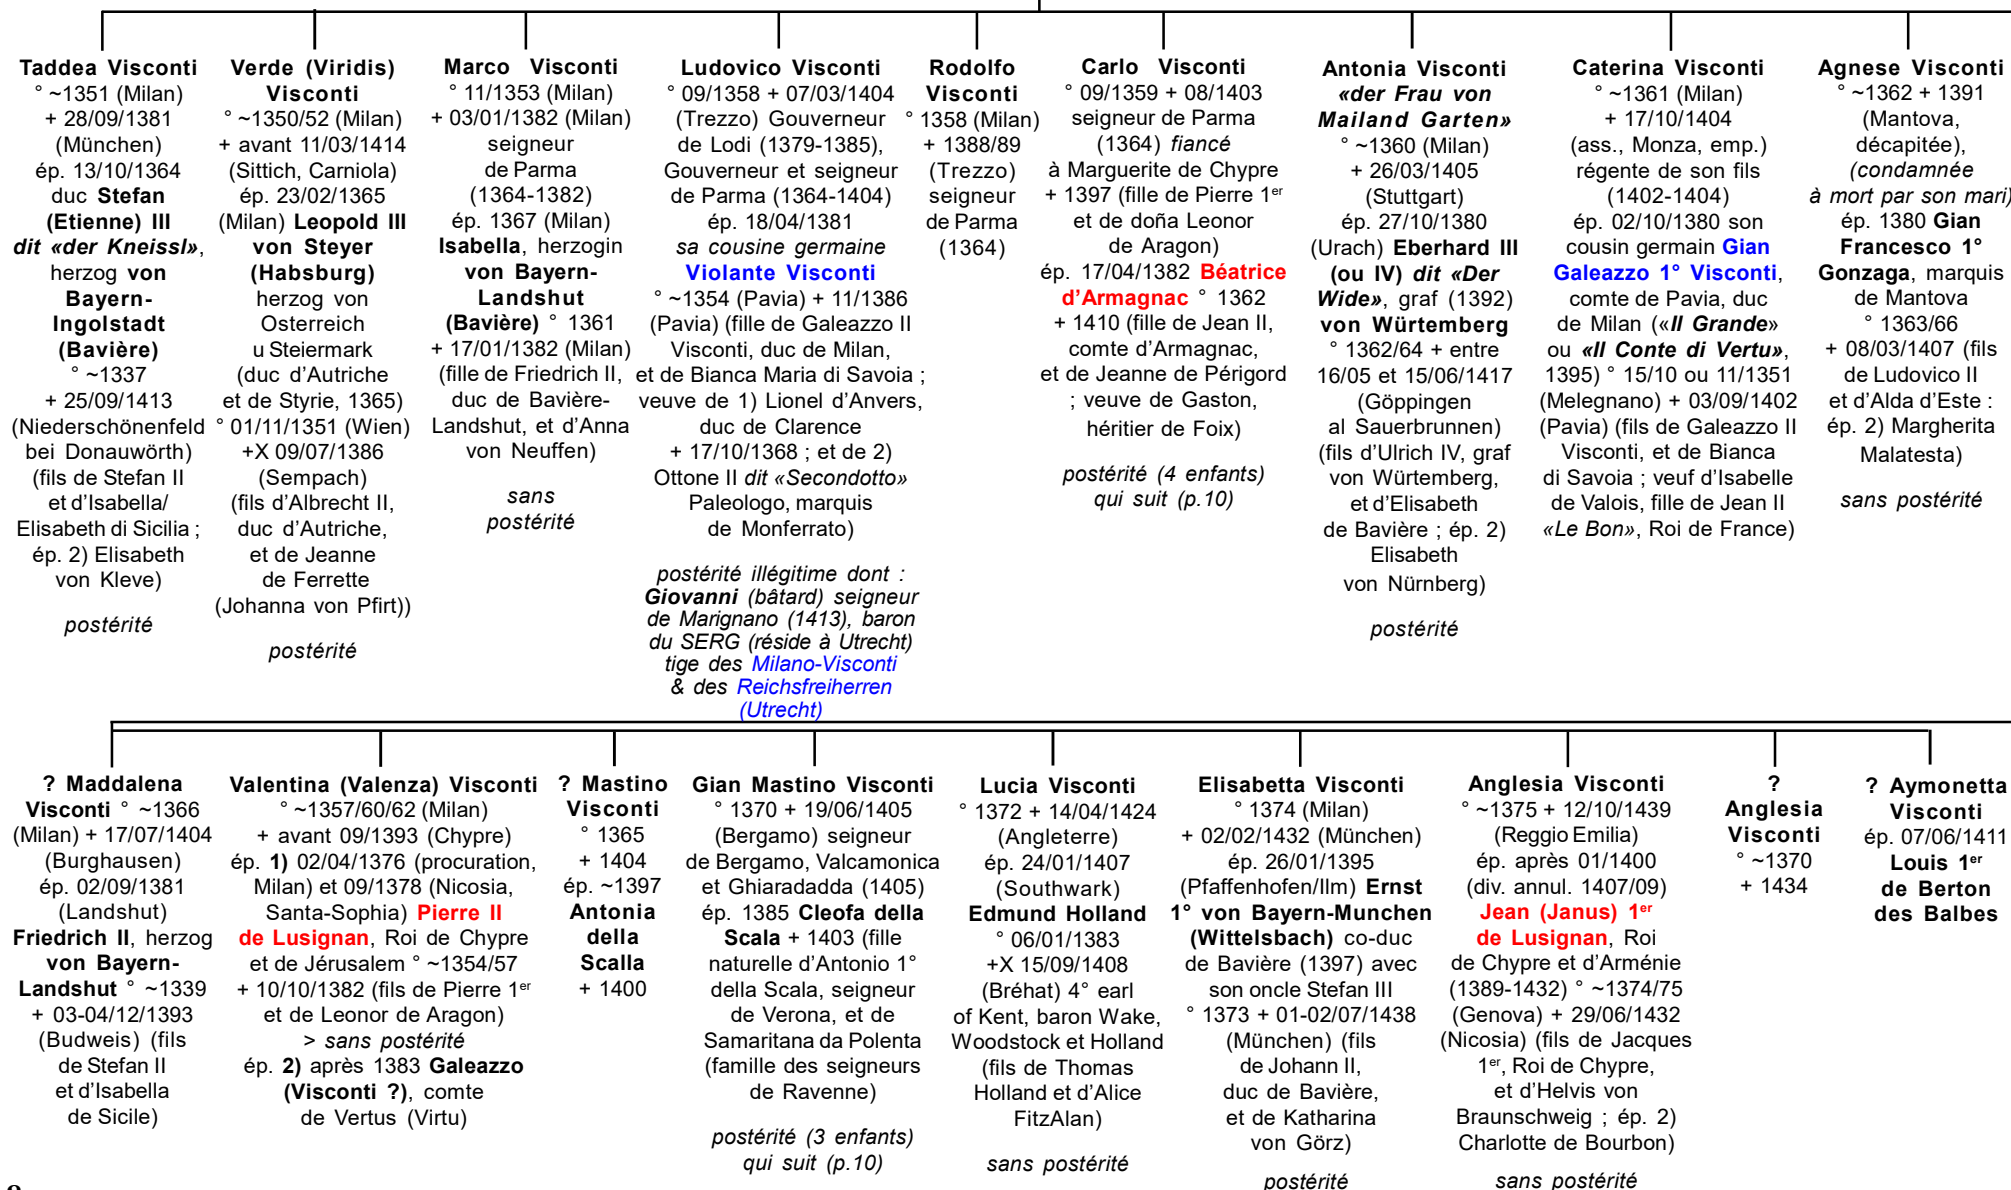 Taddea Visconti
° ~1351 (Milan)
+ 28/09/1381
(München)
ép. 13/10/1364
duc Stefan
(Etienne) III
dit «der Kneissl»,
herzog von
Bayern-
Ingolstadt
(Bavière)
° ~1337
+ 25/09/1413
(Niederschönenfeld
bei Donauwörth)
(fils de Stefan II
et d'Isabella/
Elisabeth di Sicilia ;
ép. 2) Elisabeth
von Kleve)
postérité
Verde (Viridis)
Visconti
° ~1350/52 (Milan)
+ avant 11/03/1414
(Sittich, Carniola)
ép. 23/02/1365
(Milan) Leopold III
von Steyer
(Habsburg)
herzog von
Osterreich
u Steiermark
(duc d'Autriche
et de Styrie, 1365)
° 01/11/1351 (Wien)
+X 09/07/1386
(Sempach)
(fils d'Albrecht II,
duc d'Autriche,
et de Jeanne
de Ferrette
(Johanna von Pfirt))
postérité
Marco Visconti
° 11/1353 (Milan)
+ 03/01/1382 (Milan)
seigneur
de Parma
(1364-1382)
ép. 1367 (Milan)
Isabella, herzogin
von Bayern-
Landshut
(Bavière) ° 1361
+ 17/01/1382 (Milan)
(fille de Friedrich II,
duc de Bavière-
Landshut, et d'Anna
von Neuffen)
sans
postérité
Ludovico Visconti
° 09/1358 + 07/03/1404
(Trezzo) Gouverneur
de Lodi (1379-1385),
Gouverneur et seigneur
de Parma (1364-1404)
ép. 18/04/1381
sa cousine germaine
Violante Visconti
° ~1354 (Pavia) + 11/1386
(Pavia) (fille de Galeazzo II
Visconti, duc de Milan,
et de Bianca Maria di Savoia ;
veuve de 1) Lionel d'Anvers,
duc de Clarence
+ 17/10/1368 ; et de 2)
Ottone II dit «Secondotto»
Paleologo, marquis
de Monferrato)
postérité illégitime dont :
Giovanni (bâtard) seigneur
de Marignano (1413), baron
du SERG (réside à Utrecht)
tige des Milano-Visconti
& des Reichsfreiherren
(Utrecht)
Rodolfo
Visconti
° 1358 (Milan)
+ 1388/89
(Trezzo)
seigneur
de Parma
(1364)
Carlo Visconti
° 09/1359 + 08/1403
seigneur de Parma
(1364) fiancé
à Marguerite de Chypre
+ 1397 (fille de Pierre 1er
et de doña Leonor
de Aragon)
ép. 17/04/1382 Béatrice
d'Armagnac ° 1362
+ 1410 (fille de Jean II,
comte d'Armagnac,
et de Jeanne de Périgord
; veuve de Gaston,
héritier de Foix)
postérité (4 enfants)
qui suit (p.10)
Antonia Visconti
«der Frau von
Mailand Garten»
° ~1360 (Milan)
+ 26/03/1405
(Stuttgart)
ép. 27/10/1380
(Urach) Eberhard III
(ou IV) dit «Der
Wide», graf (1392)
von Würtemberg
° 1362/64 + entre
16/05 et 15/06/1417
(Göppingen
al Sauerbrunnen)
(fils d'Ulrich IV, graf
von Würtemberg,
et d'Elisabeth
de Bavière ; ép. 2)
Elisabeth
von Nürnberg)
postérité
Caterina Visconti
° ~1361 (Milan)
+ 17/10/1404
(ass., Monza, emp.)
régente de son fils
(1402-1404)
ép. 02/10/1380 son
cousin germain Gian
Galeazzo 1° Visconti,
comte de Pavia, duc
de Milan («Il Grande»
ou «Il Conte di Vertu»,
1395) ° 15/10 ou 11/1351
(Melegnano) + 03/09/1402
(Pavia) (fils de Galeazzo II
Visconti, et de Bianca
di Savoia ; veuf d'Isabelle
de Valois, fille de Jean II
«Le Bon», Roi de France)
Agnese Visconti
° ~1362 + 1391
(Mantova,
décapitée),
(condamnée
à mort par son mari)
ép. 1380 Gian
Francesco 1°
Gonzaga, marquis
de Mantova
° 1363/66
+ 08/03/1407 (fils
de Ludovico II
et d'Alda d'Este :
ép. 2) Margherita
Malatesta)
sans postérité
? Maddalena
Visconti ° ~1366
(Milan) + 17/07/1404
(Burghausen)
ép. 02/09/1381
(Landshut)
Friedrich II, herzog
von Bayern-
Landshut ° ~1339
+ 03-04/12/1393
(Budweis) (fils
de Stefan II
et d'Isabella
de Sicile)
Valentina (Valenza) Visconti
° ~1357/60/62 (Milan)
+ avant 09/1393 (Chypre)
ép. 1) 02/04/1376 (procuration,
Milan) et 09/1378 (Nicosia,
Santa-Sophia) Pierre II
de Lusignan, Roi de Chypre
et de Jérusalem ° ~1354/57
+ 10/10/1382 (fils de Pierre 1er
et de Leonor de Aragon)
> sans postérité
ép. 2) après 1383 Galeazzo
(Visconti ?), comte
de Vertus (Virtu)
? Mastino
Visconti
° 1365
+ 1404
ép. ~1397
Antonia
della
Scalla
+ 1400
Gian Mastino Visconti
° 1370 + 19/06/1405
(Bergamo) seigneur
de Bergamo, Valcamonica
et Ghiaradadda (1405)
ép. 1385 Cleofa della
Scala + 1403 (fille
naturelle d'Antonio 1°
della Scala, seigneur
de Verona, et de
Samaritana da Polenta
(famille des seigneurs
de Ravenne)
postérité (3 enfants)
qui suit (p.10)
Lucia Visconti
° 1372 + 14/04/1424
(Angleterre)
ép. 24/01/1407
(Southwark)
Edmund Holland
° 06/01/1383
+X 15/09/1408
(Bréhat) 4° earl
of Kent, baron Wake,
Woodstock et Holland
(fils de Thomas
Holland et d'Alice
FitzAlan)
sans postérité
Elisabetta Visconti
° 1374 (Milan)
+ 02/02/1432 (München)
ép. 26/01/1395
(Pfaffenhofen/Ilm) Ernst
1° von Bayern-Munchen
(Wittelsbach) co-duc
de Bavière (1397) avec
son oncle Stefan III
° 1373 + 01-02/07/1438
(München) (fils
de Johann II,
duc de Bavière,
et de Katharina
von Görz)
postérité
Anglesia Visconti
° ~1375 + 12/10/1439
(Reggio Emilia)
ép. après 01/1400
(div. annul. 1407/09)
Jean (Janus) 1er
de Lusignan, Roi
de Chypre et d'Arménie
(1389-1432) ° ~1374/75
(Genova) + 29/06/1432
(Nicosia) (fils de Jacques
1er, Roi de Chypre,
et d'Helvis von
Braunschweig ; ép. 2)
Charlotte de Bourbon)
sans postérité
?
Anglesia
Visconti
° ~1370
+ 1434
? Aymonetta
Visconti
ép. 07/06/1411
Louis 1er
de Berton
des Balbes